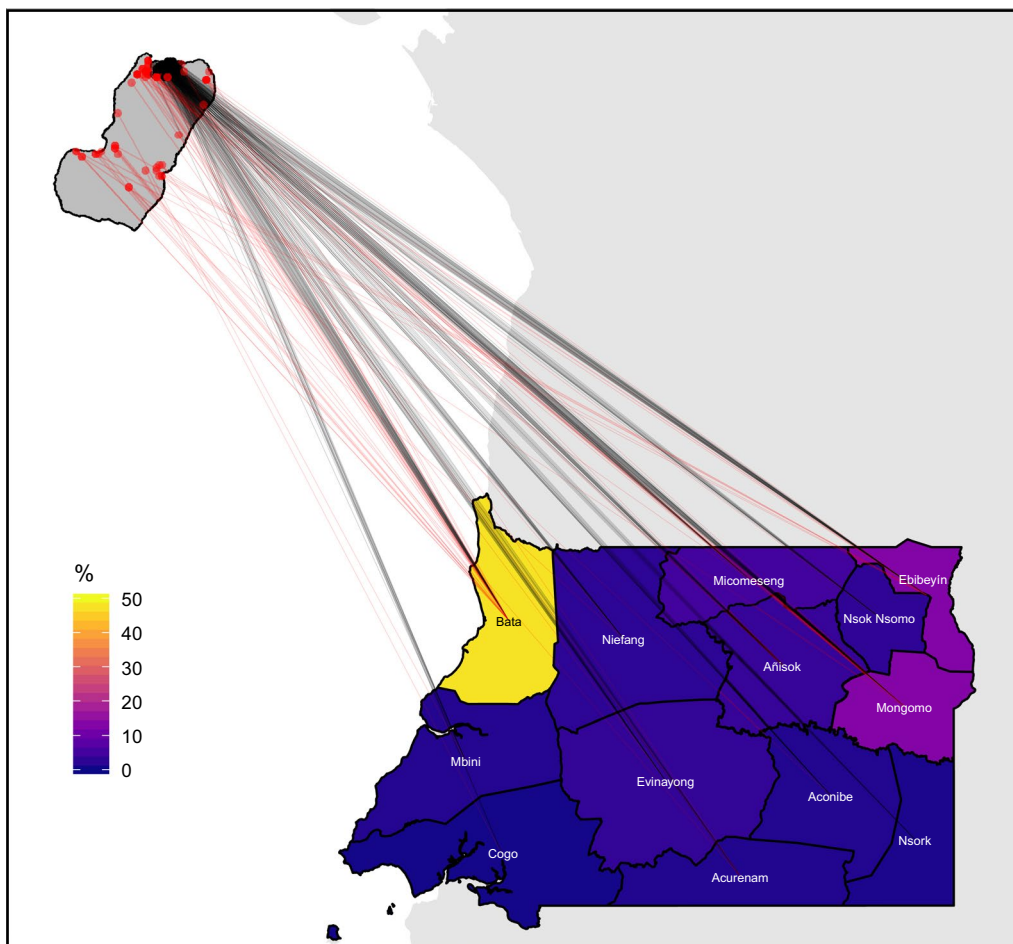 %
50
40
30
20
10
0
Bata
Niefang
Micomeseng
Ebibeyín
Nsok Nsomo
Añisok
Mongomo
Mbini
Evinayong
Aconibe
Nsork
Cogo
Acurenam